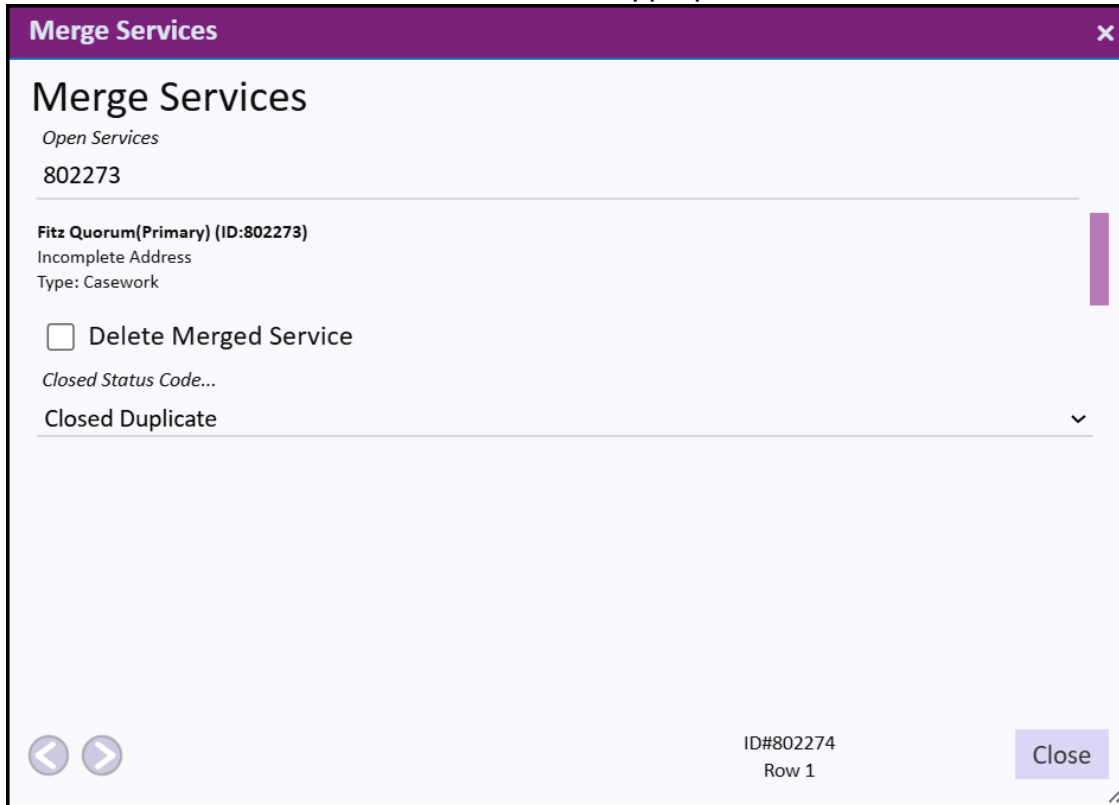 Merge Services
Merge Services
Open Services
802273
Fitz Quorum(Primary) (ID:802273)
Incomplete Address
Type: Casework
Delete Merged Service
Closed Status Code...
Closed Duplicate
ID#802274
Row 1
Close